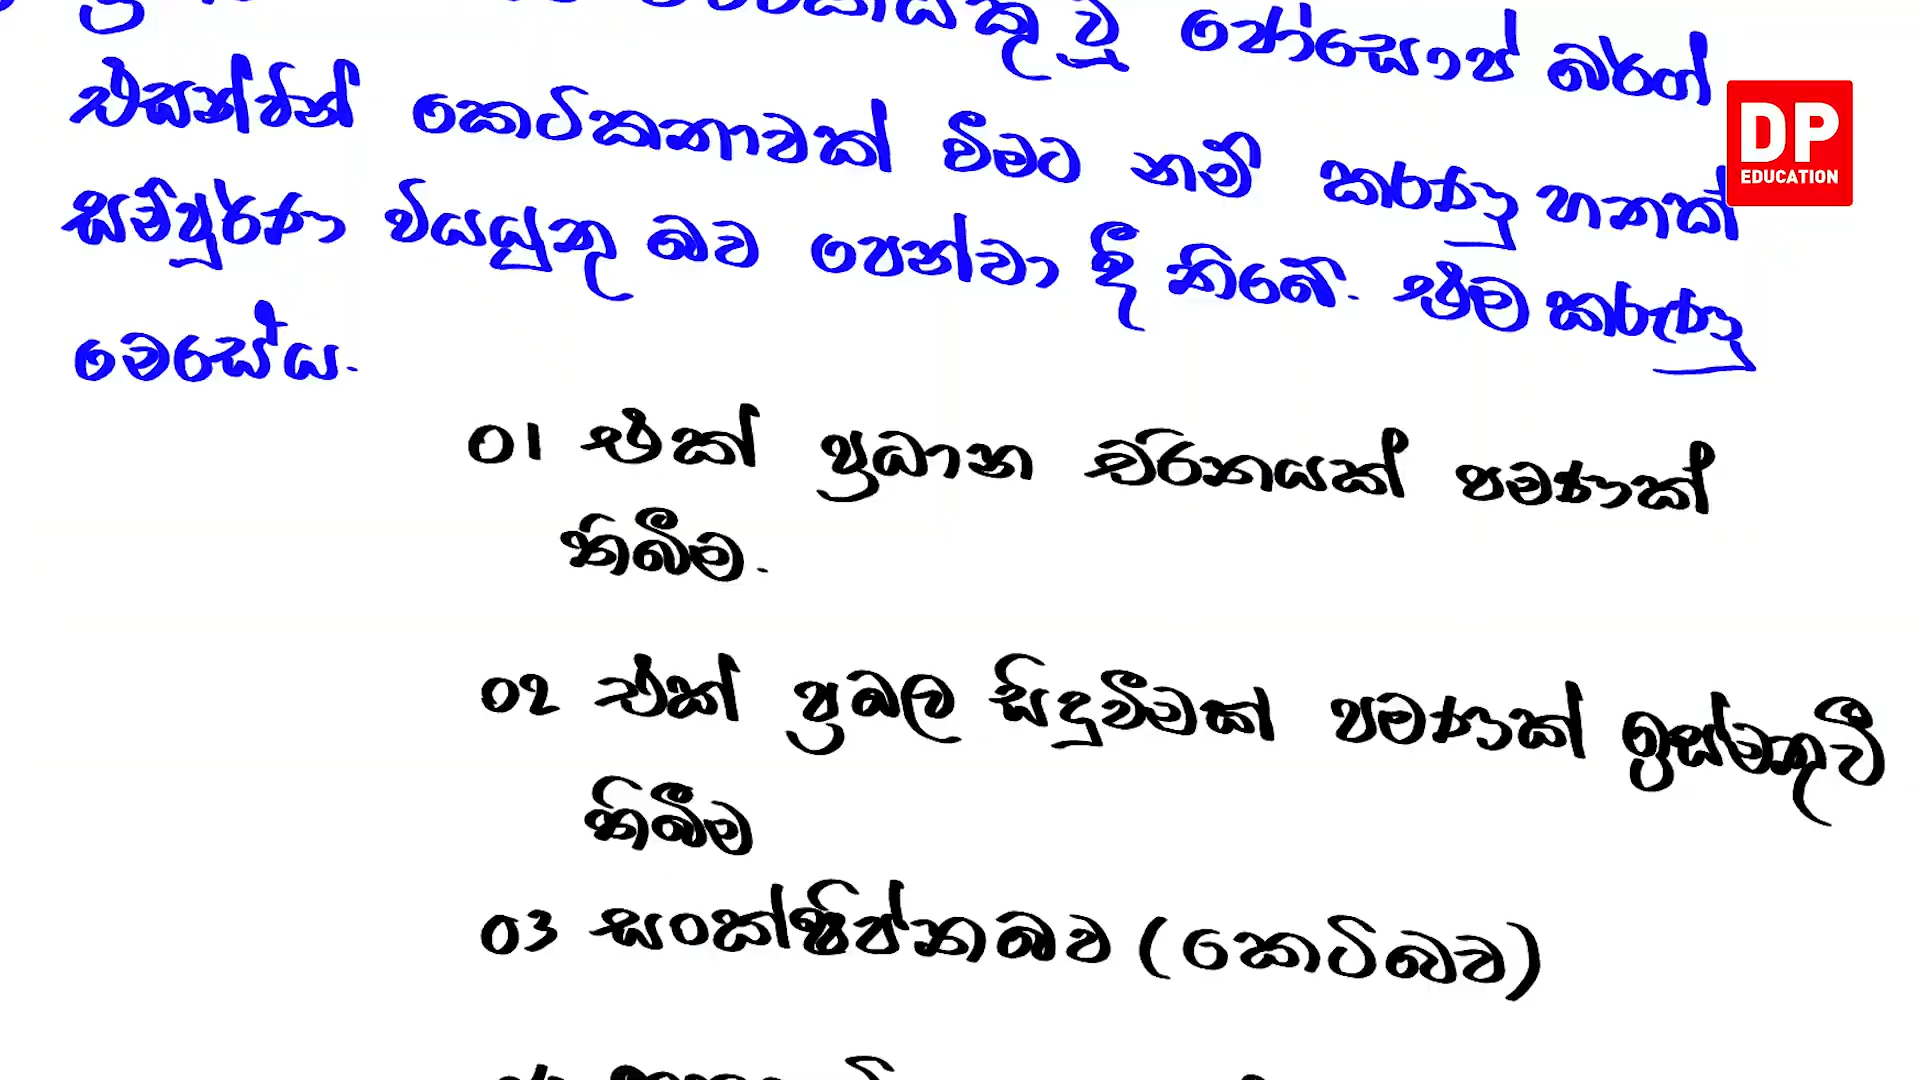 වූ ජෝසොප් බර්ග්
එසන්වින් කෙටිකතාවක් වීමට නම් කරුණු හතක්
සම්පූර්ණ වියයුතු බව පෙන්වා දී තිබේ. එම කරුණු
මෙසේය.
01 එක් ප්‍රධාන චරිතයක් පමණක්
තිබීම.
02 එක් ප්‍රබල සිදුවීමක් පමණක් ඉස්මතුවී
තිබීම
03 සංක්ෂිප්තබව (කෙටිබව)
DP
EDUCATION